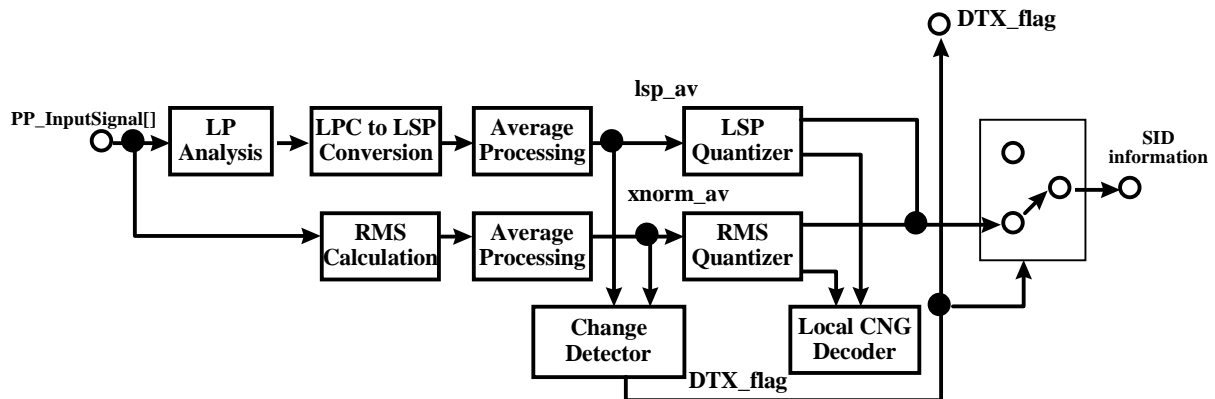 DTX_flag
lsp_av
PP_InputSignal[]
LP
Analysis
LPC to LSP
Conversion
Average
Processing
LSP
Quantizer
SID
information
xnorm_av
RMS
Calculation
Average
Processing
RMS
Quantizer
Change
Detector
Local CNG
Decoder
DTX_flag